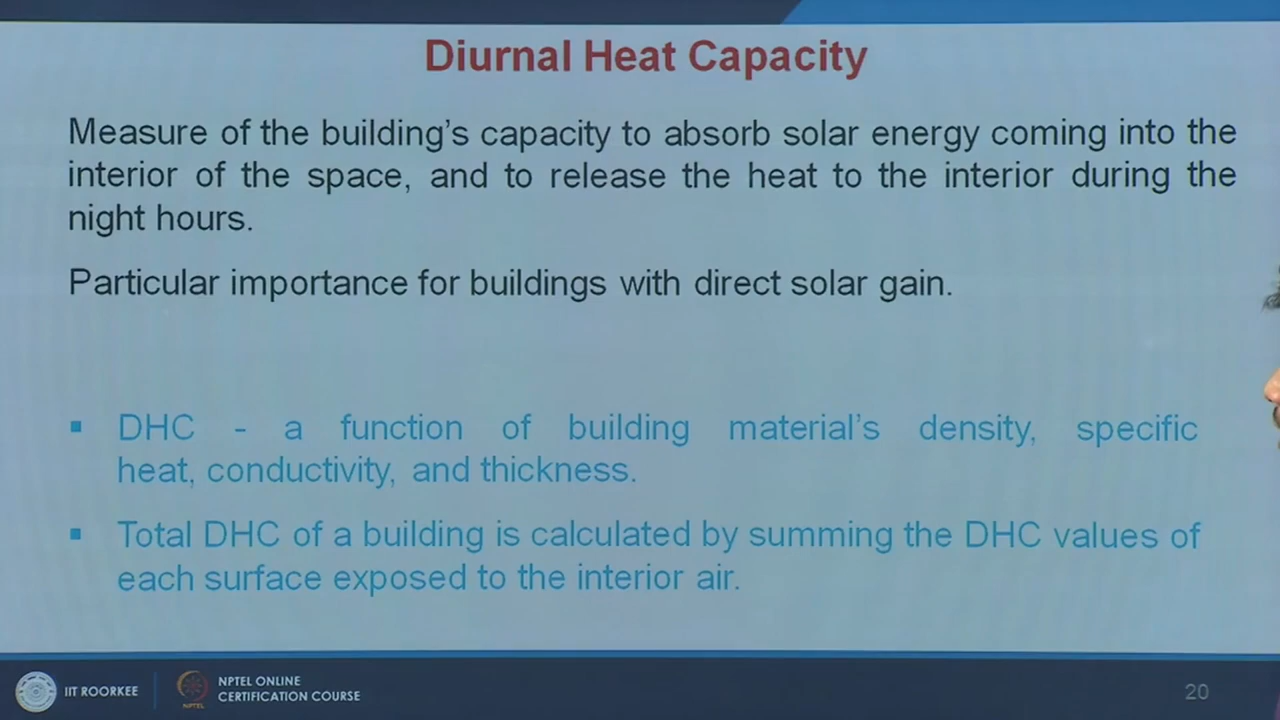 Diurnal Heat Capacity
Measure of the building's capacity to absorb solar energy coming into the
interior of the space, and to release the heat to the interior during the
night hours.
Particular importance for buildings with direct solar gain.
▪ DHC - a function of building material's density, specific
heat, conductivity, and thickness.
▪ Total DHC of a building is calculated by summing the DHC values of
each surface exposed to the interior air.
IIT ROORKEE
NPTEL
NPTEL ONLINE
CERTIFICATION COURSE
20